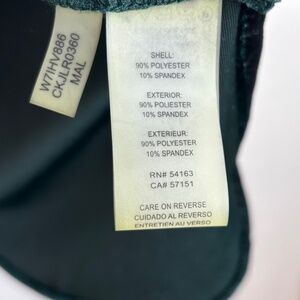 W7IHV886
CKJLR0360
MAL
SHELL:
90% POLYESTER
10% SPANDEX
EXTERIOR:
90% POLIESTER
10% SPANDEX
EXTERIEUR:
90% POLYESTER
10% SPANDEX
RN# 54163
CA# 57151
CARE ON REVERSE
CUIDADO AL REVERSO
ENTRETIEN AU VERSO